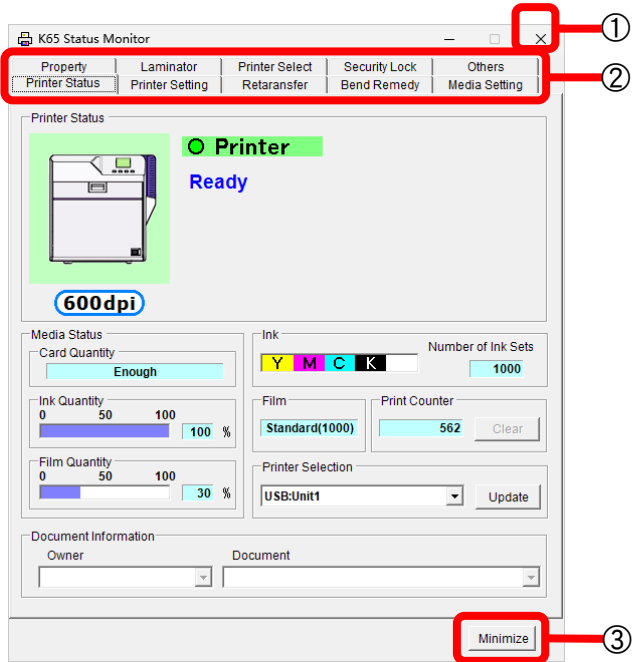 K65 Status Monitor
①
Property Laminator Printer Select Security Lock Others
Printer Status Printer Setting Retaransfer Bend Remedy Media Setting
②
Printer Status
Printer
Ready
600dpi
Media Status
Card Quantity
Enough
Ink
Y M C K
Number of Ink Sets
1000
Ink Quantity
0 50 100
100 %
Film
Standard(1000)
Print Counter
562 Clear
Film Quantity
0 50 100
30 %
Printer Selection
USB:Unit1 Update
Document Information
Owner Document
Minimize
③